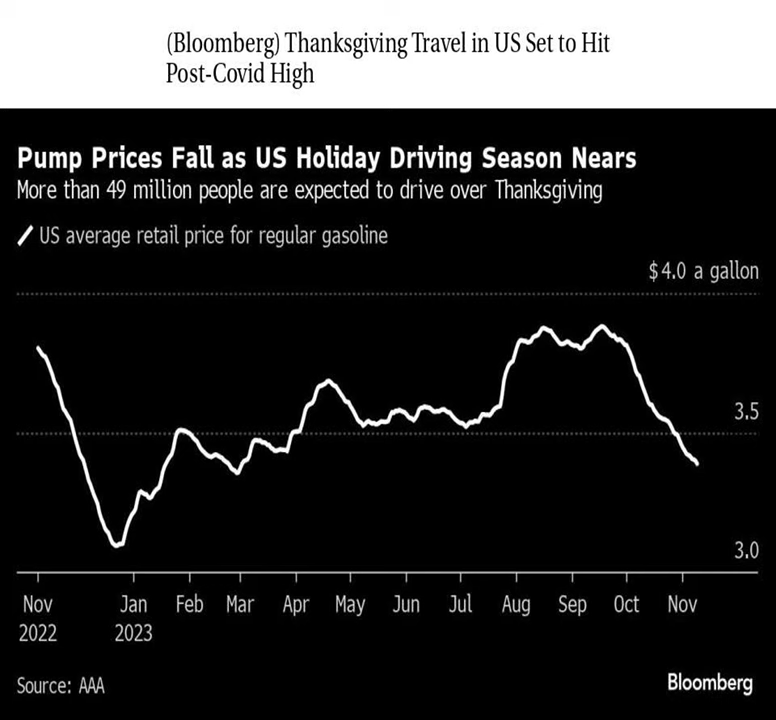 (Bloomberg) Thanksgiving Travel in US Set to Hit
Post-Covid High
Pump Prices Fall as US Holiday Driving Season Nears
More than 49 million people are expected to drive over Thanksgiving
US average retail price for regular gasoline
$4.0 a gallon
3.5
3.0
Nov Jan Feb Mar Apr May Jun Jul Aug Sep Oct Nov
2022 2023
Source: AAA
Bloomberg